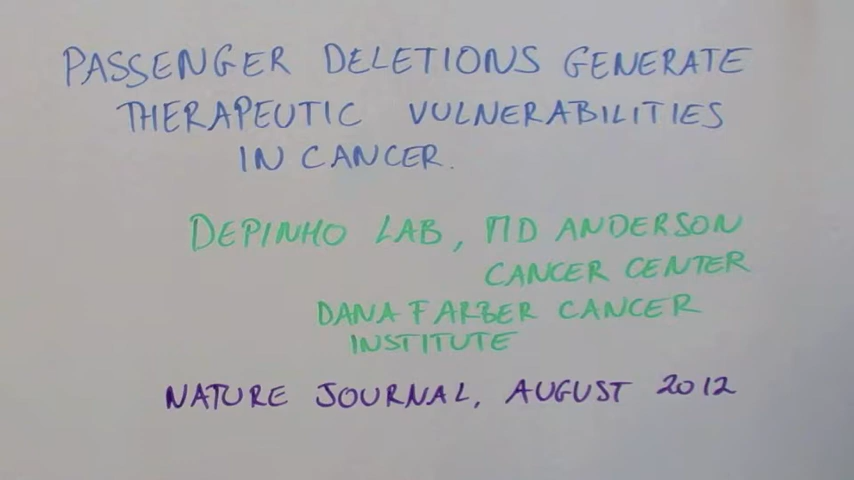 PASSENGER DELETIONS GENERATE
THERAPEUTIC VULNERABILITIES
IN CANCER.
DEPINHO LAB, MD ANDERSON
CANCER CENTER
DANA FARBER CANCER
INSTITUTE
NATURE JOURNAL, AUGUST 2012